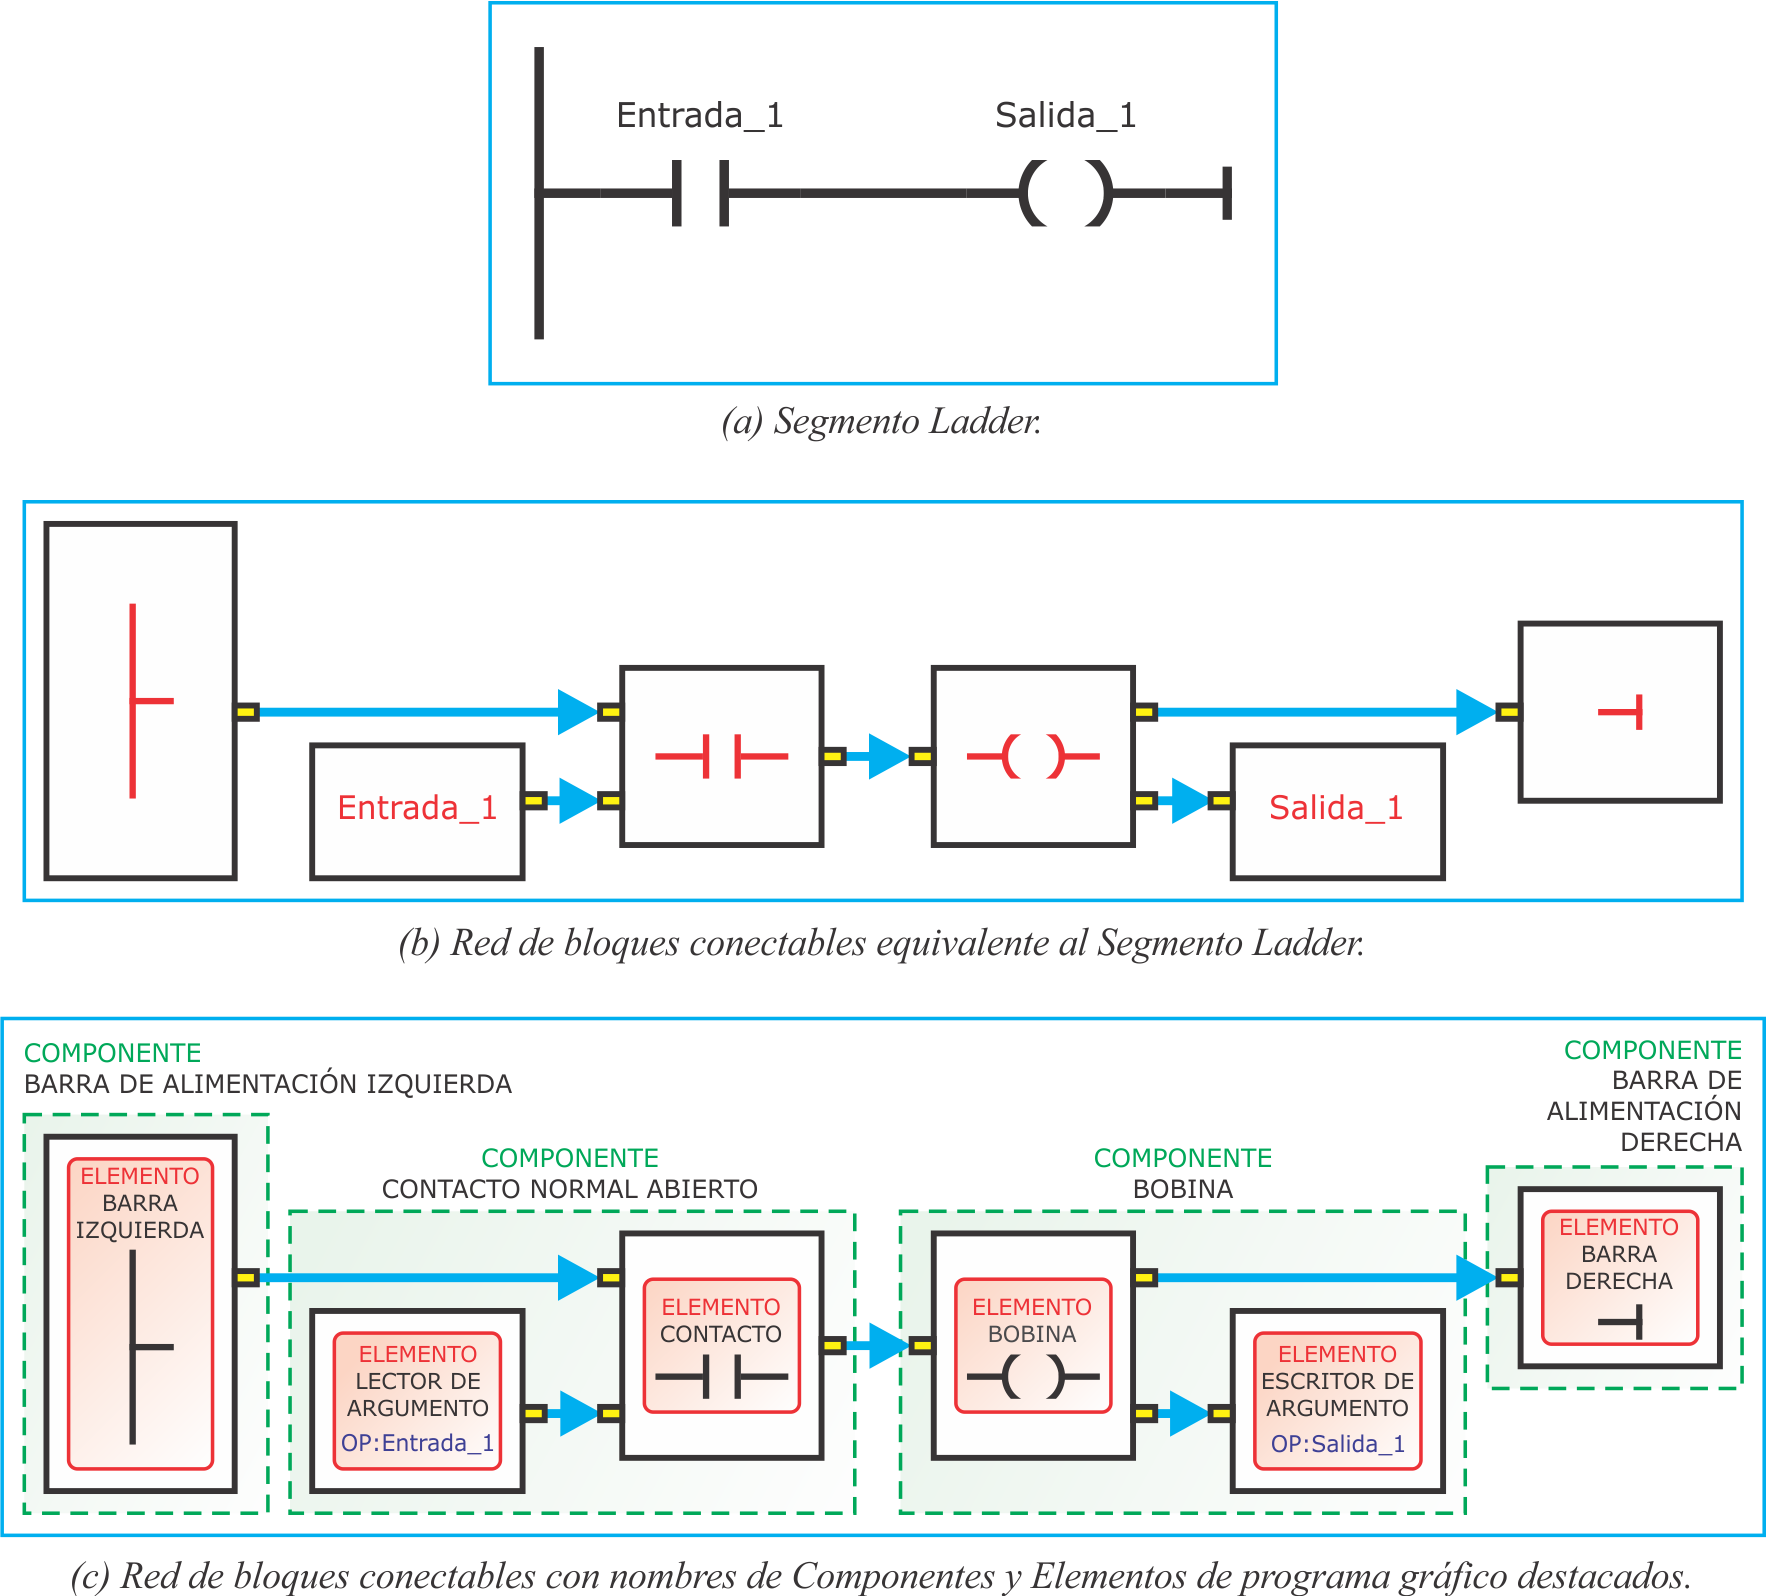 Entrada_1
Salida_1
(a) Segmento Ladder.
Entrada_1
Salida_1
(b) Red de bloques conectables equivalente al Segmento Ladder.
COMPONENTE
BARRA DE ALIMENTACIÓN IZQUIERDA
COMPONENTE
BARRA DE
ALIMENTACIÓN
DERECHA
COMPONENTE
CONTACTO NORMAL ABIERTO
COMPONENTE
BOBINA
ELEMENTO
BARRA
IZQUIERDA
ELEMENTO
LECTOR DE
ARGUMENTO
OP:Entrada_1
ELEMENTO
CONTACTO
ELEMENTO
BOBINA
ELEMENTO
ESCRITOR DE
ARGUMENTO
OP:Salida_1
ELEMENTO
BARRA
DERECHA
(c) Red de bloques conectables con nombres de Componentes y Elementos de programa gráfico destacados.